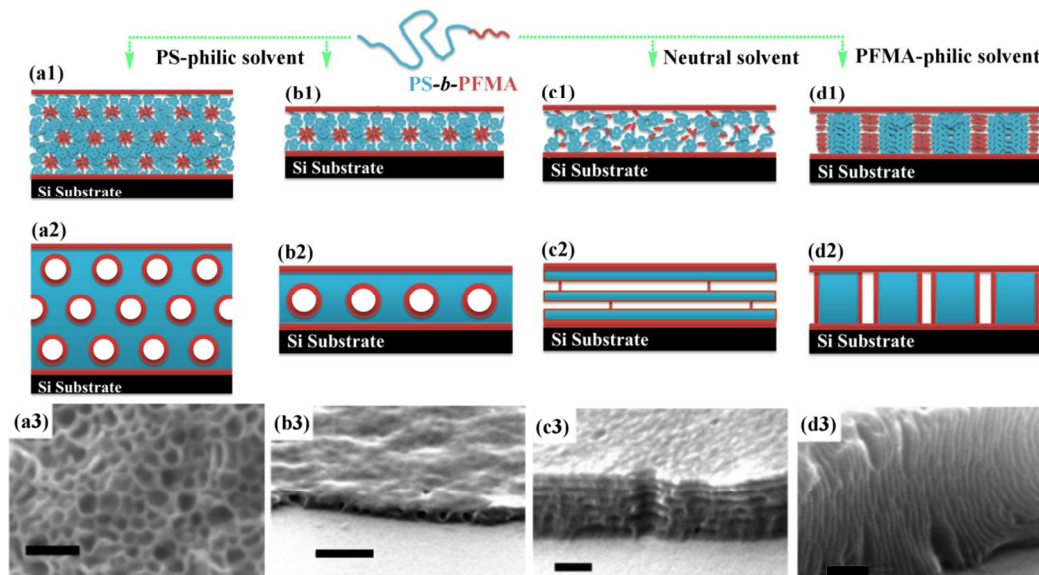 PS-philic solvent
PS-b-PFMA
Neutral solvent
PFMA-philic solvent
(a1)
(b1)
(c1)
(d1)
Si Substrate
Si Substrate
Si Substrate
Si Substrate
(a2)
(b2)
(c2)
(d2)
Si Substrate
Si Substrate
Si Substrate
Si Substrate
(a3)
(b3)
(c3)
(d3)